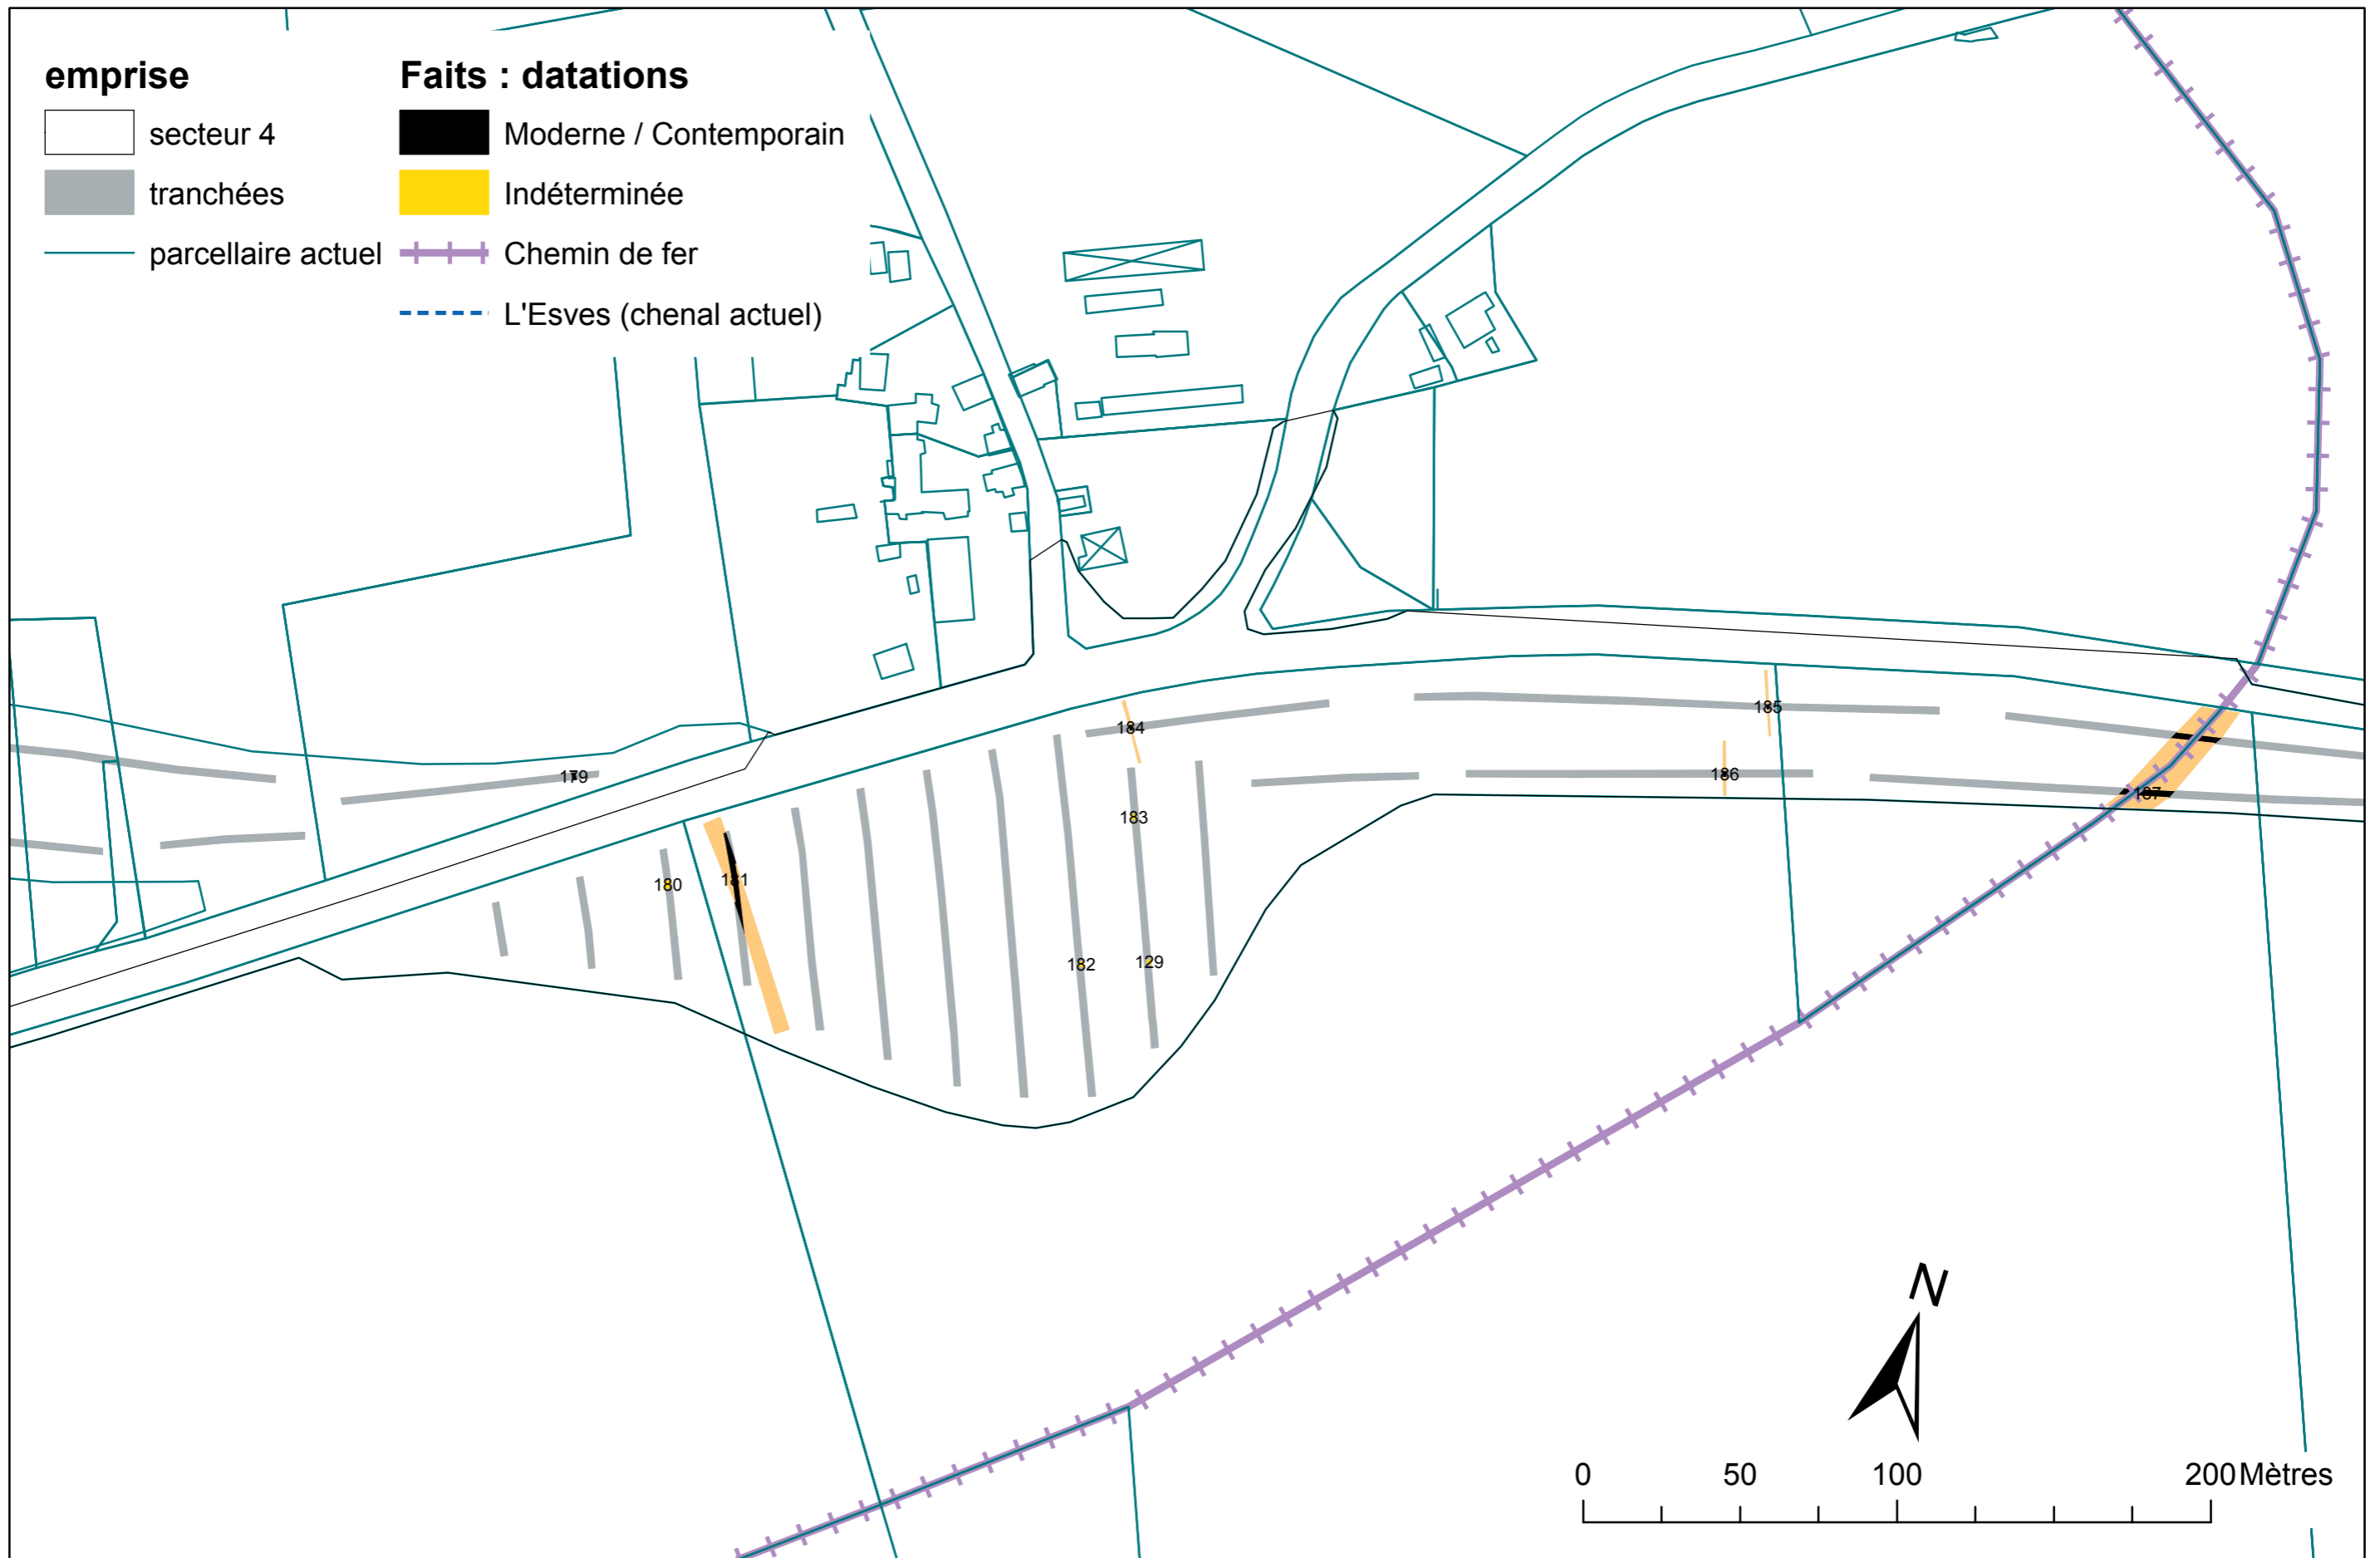 emprise
secteur 4
tranchées
parcellaire actuel
Faits : datations
Moderne / Contemporain
Indéterminée
Chemin de fer
L'Esves (chenal actuel)
179
180
181
182
183
129
184
185
186
187
N
0 50 100 200 Mètres